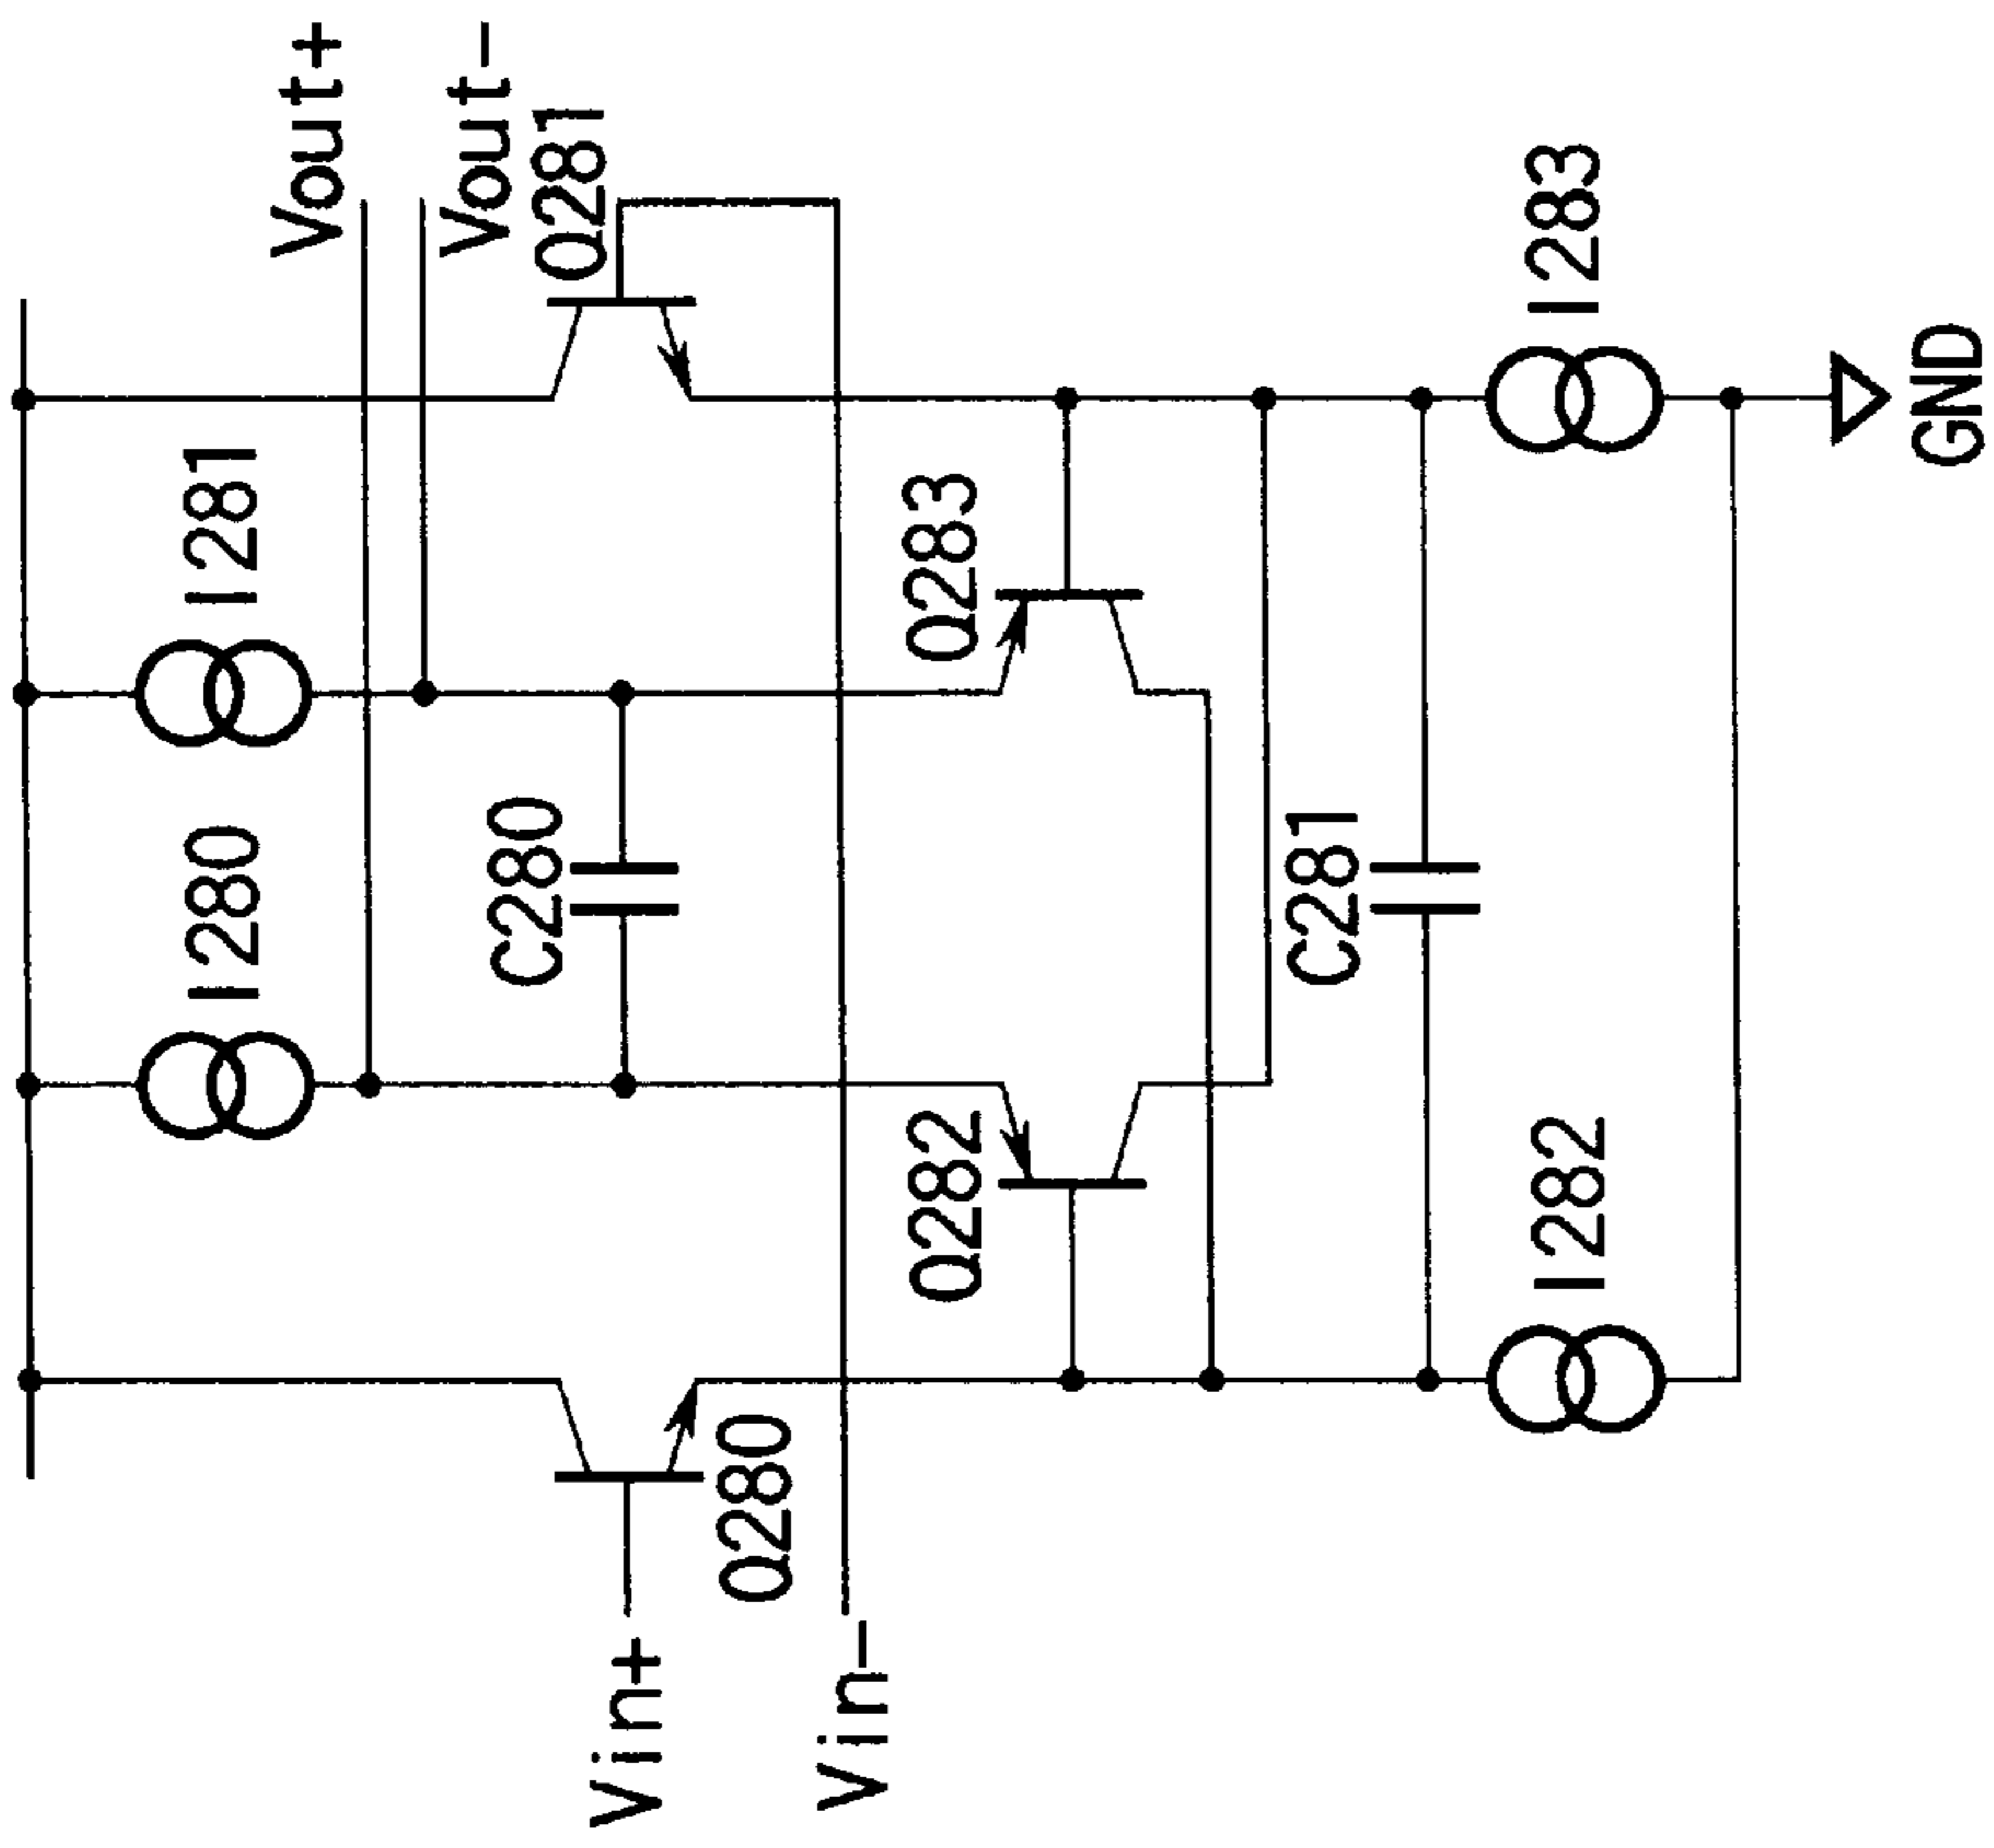 I280
I281
Vout+
Vout-
C280
Q281
Vin+
Q280
Vin-
Q282
Q283
C281
I282
I283
GND